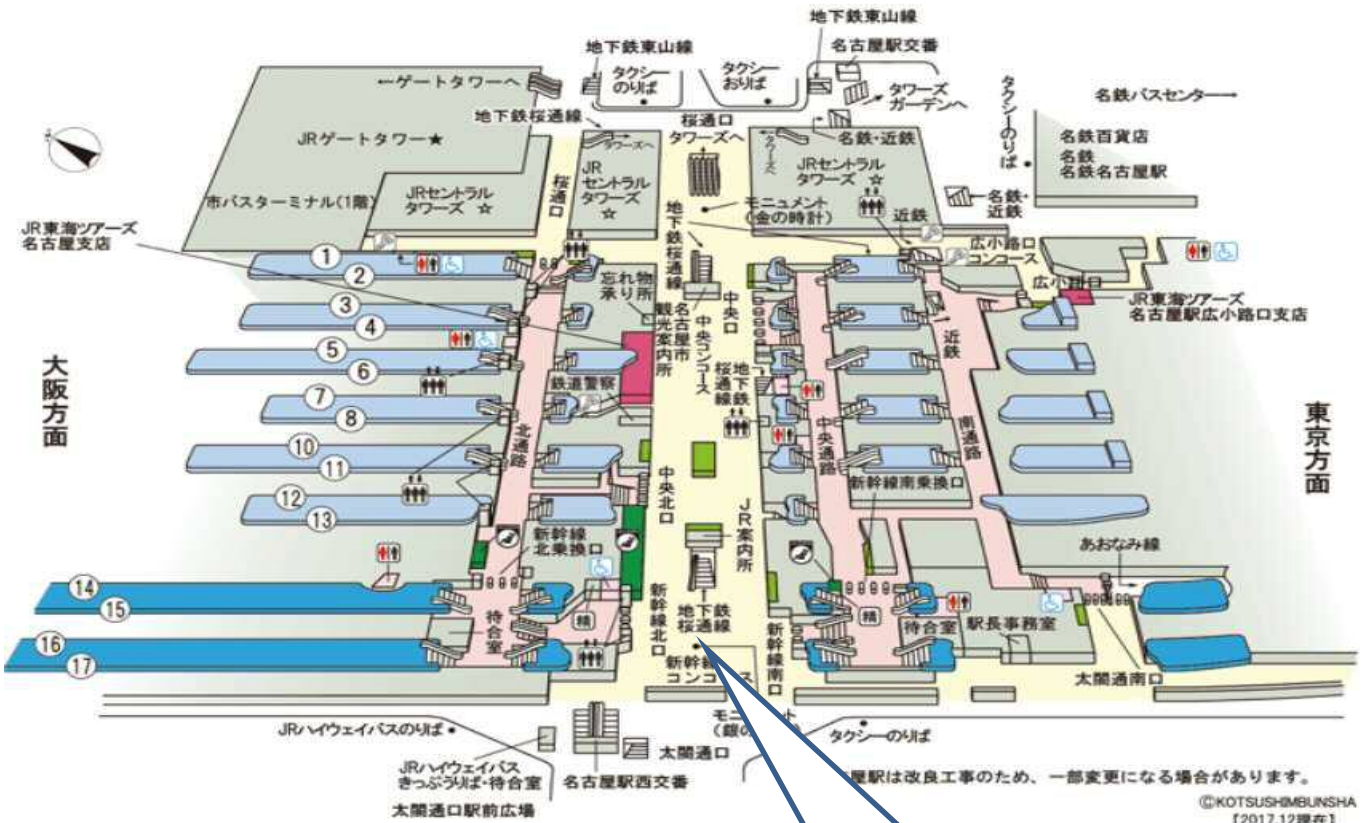 地下鉄東山線
地下鉄東山線
名古屋駅交番
←ゲートタワーへ
タクシー
のりば
タクシー
おりば
タワーズ
ガーデンへ
タクシーのりば
名鉄バスセンター→
地下鉄桜通線
桜通口
タワーズへ
名鉄・近鉄
名鉄百貨店
名鉄
名鉄名古屋駅
JRゲートタワー★
タワーズへ
タワーズへ
JR
セントラル
タワーズ ☆
JRセントラル
タワーズ ☆
桜通口
市バスターミナル(1階)
JRセントラル
タワーズ ☆
モニュメント
(金の時計)
名鉄・
近鉄
近鉄
JR東海ツアーズ
名古屋支店
地下鉄桜通線
広小路口
コンコース
広小路口
①
②
忘れ物
承り所
JR東海ツアーズ
名古屋駅広小路口支店
③
④
名古屋市
観光案内所
中央コンコース
中央口
近鉄
⑤
⑥
大阪方面
鉄道警察
地下鉄
桜通線
⑦
⑧
北通路
中央通路
南通路
東京方面
⑩
⑪
中央北口
新幹線南乗換口
⑫
⑬
JR案内所
新幹線
北乗換口
あおなみ線
⑭
⑮
精
精
待合室
新幹線北口
地下鉄
桜通線
新幹線南口
待合室
駅長事務室
⑯
⑰
新幹線
コンコース
太閤通南口
JRハイウェイバスのりば
タクシーのりば
太閤通口
JRハイウェイバス
きっぷうりば・待合室
名古屋駅西交番
太閤通口駅前広場
屋駅は改良工事のため、一部変更になる場合があります。
©KOTSUSHIMBUNSHA
【2017.12現在】